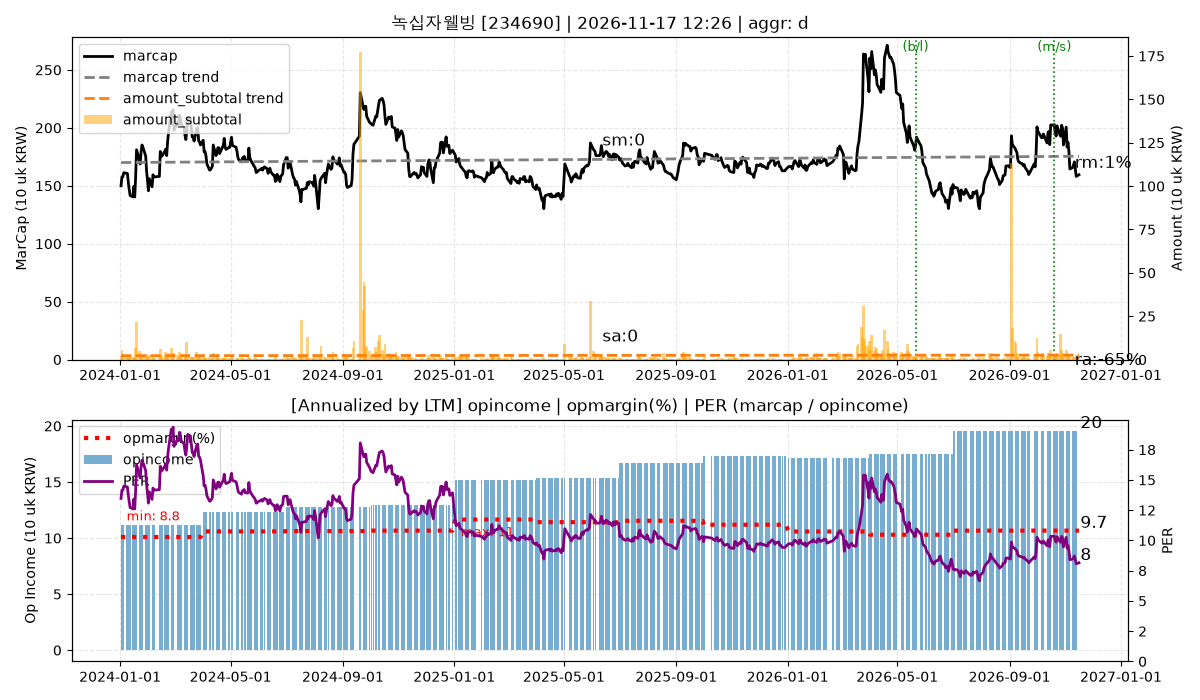 녹십자웰빙 [234690] | 2026-11-17 12:26 | aggr: d
marcap
marcap trend
amount_subtotal trend
amount_subtotal
(b/l)
(m/s)
sm:0
rm:1%
sa:0
ra:-65%
MarCap (10 uk KRW)
250
200
150
100
50
0
Amount (10 uk KRW)
175
150
125
100
75
50
25
0
2024-01-01 2024-05-01 2024-09-01 2025-01-01 2025-05-01 2025-09-01 2026-01-01 2026-05-01 2026-09-01 2027-01-01
[Annualized by LTM] opincome | opmargin(%) | PER (marcap / opincome)
opmargin(%)
opincome
PER
min: 8.8
20
9.7
8
Op Income (10 uk KRW)
20
15
10
5
0
PER
18
15
12
10
8
5
2
0
2024-01-01 2024-05-01 2024-09-01 2025-01-01 2025-05-01 2025-09-01 2026-01-01 2026-05-01 2026-09-01 2027-01-01